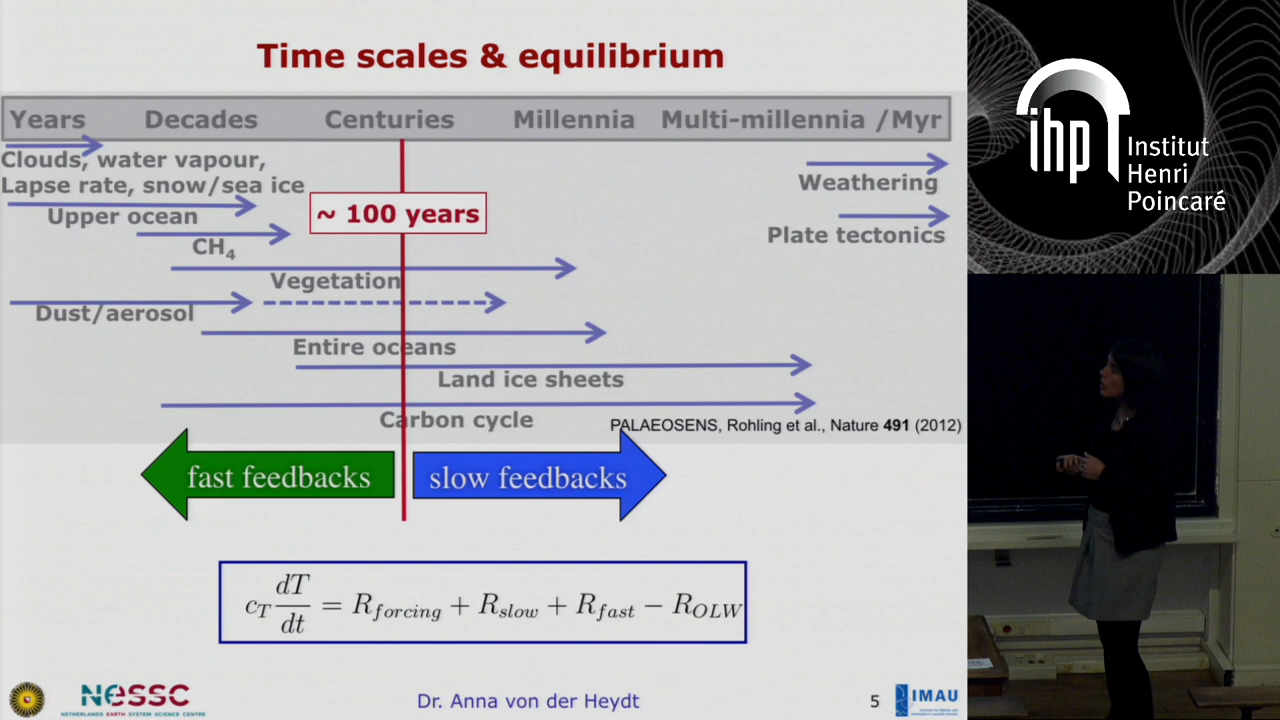 Time scales & equilibrium
Years Decades Centuries Millennia Multi-millennia /Myr
Clouds, water vapour,
Lapse rate, snow/sea ice
Weathering
Upper ocean
~ 100 years
CH₄
Plate tectonics
Vegetation
Dust/aerosol
Entire oceans
Land ice sheets
Carbon cycle
PALAEOSENS, Rohling et al., Nature 491 (2012)
fast feedbacks
slow feedbacks
c_T dT/dt = R_forcing + R_slow + R_fast − R_OLW
NESSC
NETHERLANDS EARTH SYSTEM SCIENCE CENTRE
Dr. Anna von der Heydt
5
IMAU
ihp
Institut
Henri
Poincaré